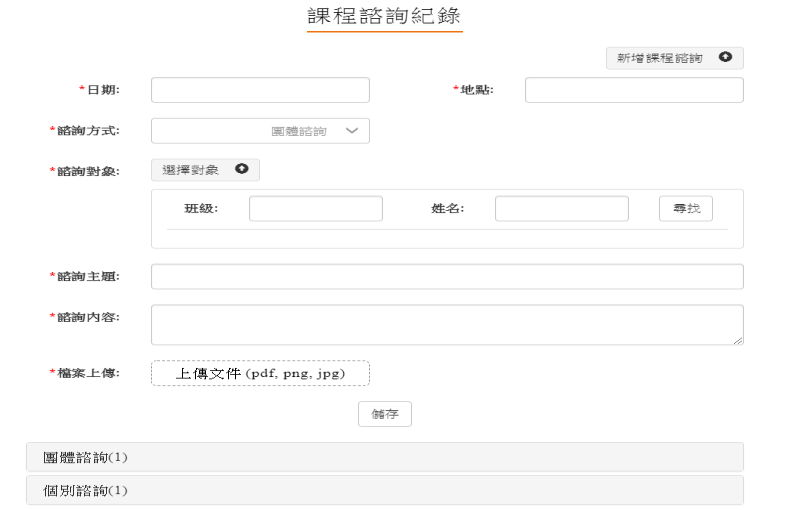 課程諮詢紀錄
新增課程諮詢
*日期: *地點:
*諮詢方式: 團體諮詢
*諮詢對象: 選擇對象
班級: 姓名: 尋找
*諮詢主題:
*諮詢內容:
*檔案上傳: 上傳文件 (pdf, png, jpg)
儲存
團體諮詢(1)
個別諮詢(1)